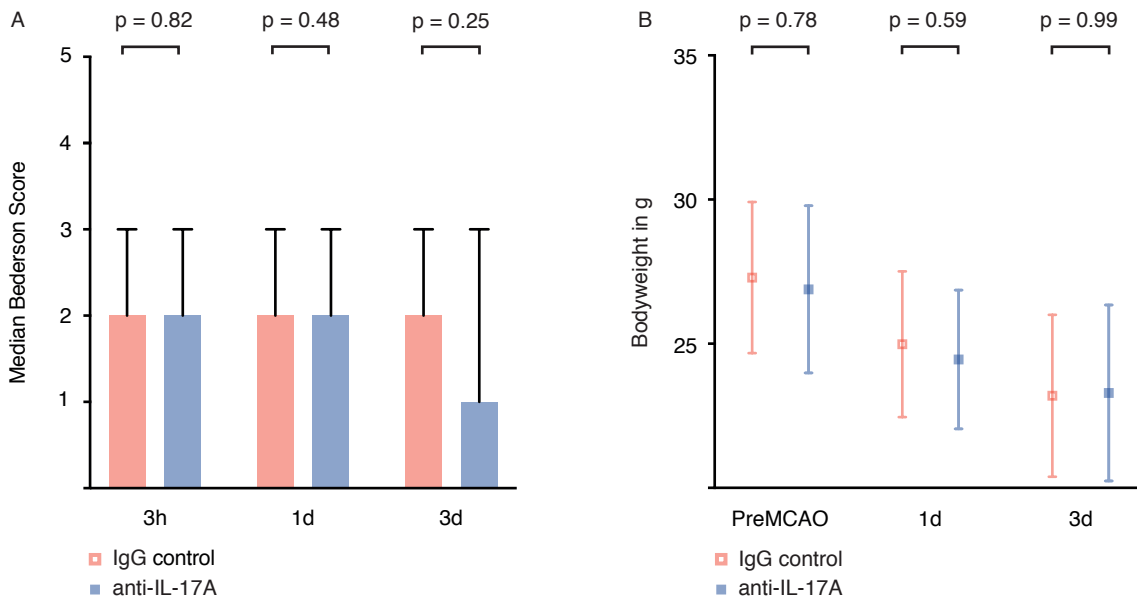 A
p = 0.82
p = 0.48
p = 0.25
5
4
3
2
1
Median Bederson Score
3h
1d
3d
IgG control
anti-IL-17A
B
p = 0.78
p = 0.59
p = 0.99
35
30
25
Bodyweight in g
PreMCAO
1d
3d
IgG control
anti-IL-17A